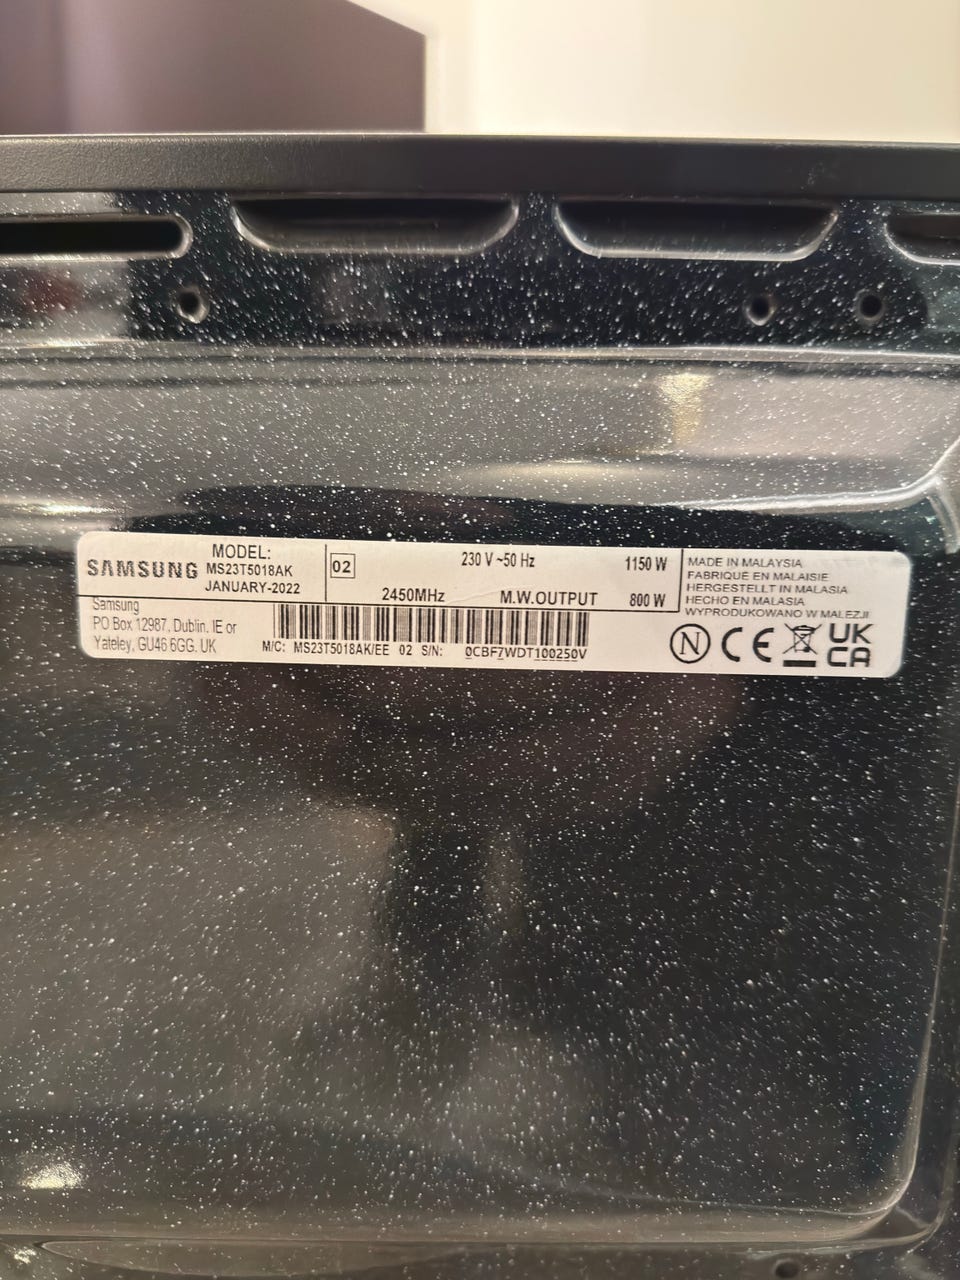 SAMSUNG
MODEL:
MS23T5018AK
JANUARY-2022
Samsung
PO Box 12987, Dublin. IE or
Yateley, GU46 6GG. UK
02
230 V ~50 Hz 1150 W
2450MHz M.W.OUTPUT 800 W
M/C: MS23T5018AK/EE 02 S/N: 0CBF7WDT100250V
MADE IN MALAYSIA
FABRIQUÉ EN MALAISIE
HERGESTELLT IN MALASIA
HECHO EN MALASIA
WYPRODUKOWANO W MALEZJI
N CE UK
CA